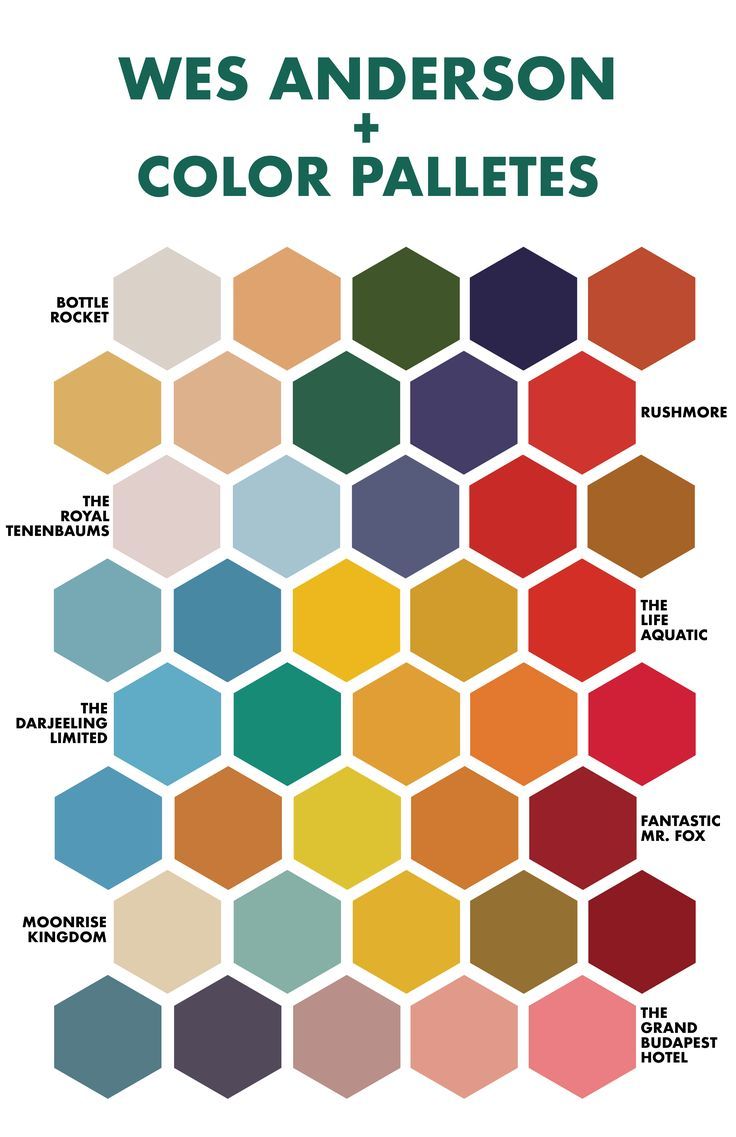 WES ANDERSON
+
COLOR PALLETES
BOTTLE
ROCKET
RUSHMORE
THE
ROYAL
TENENBAUMS
THE
LIFE
AQUATIC
THE
DARJEELING
LIMITED
FANTASTIC
MR. FOX
MOONRISE
KINGDOM
THE
GRAND
BUDAPEST
HOTEL